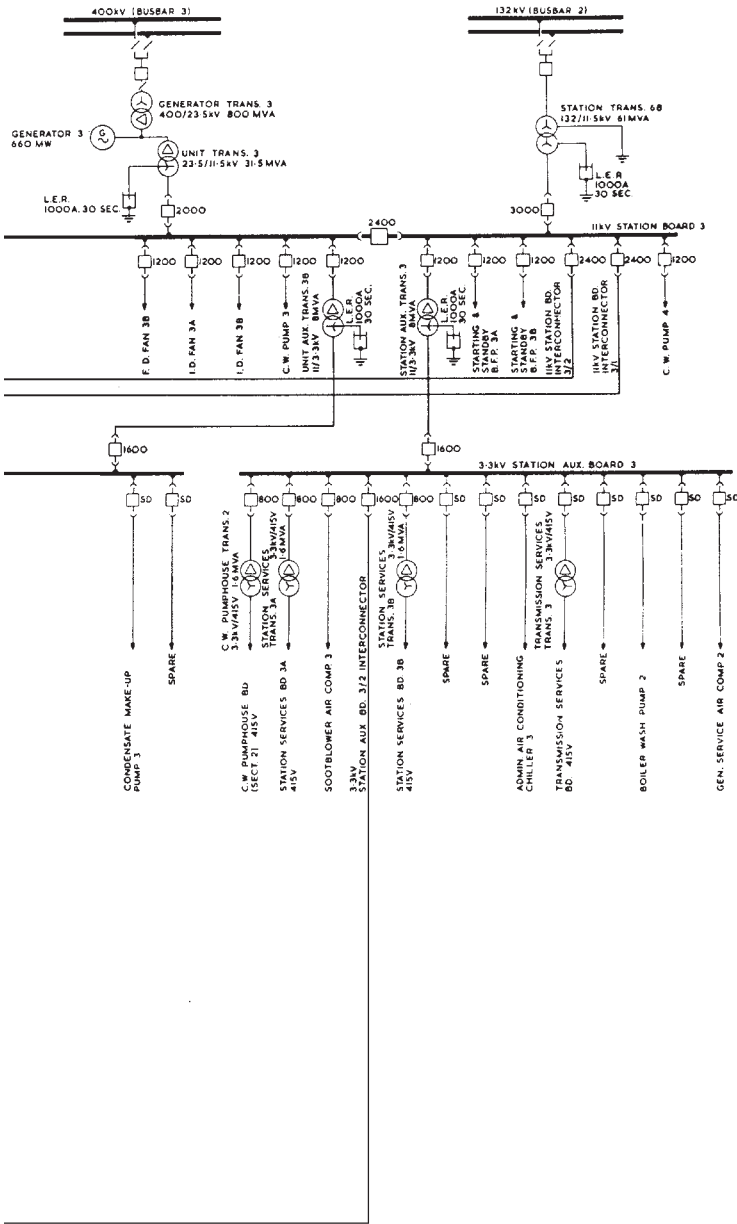 400kV (BUSBAR 3)
132kV (BUSBAR 2)
GENERATOR TRANS. 3
400/23·5kV 800 MVA
GENERATOR 3
660 MW
G
UNIT TRANS. 3
23·5/11·5kV 31·5 MVA
L.E.R.
1000A, 30 SEC.
2000
STATION TRANS. 6B
132/11·5kV 61MVA
L.E.R
1000A
30 SEC.
3000
2400
11kV STATION BOARD 3
1200
1200
1200
1200
1200
1200
1200
1200
2400
2400
1200
F. D. FAN 3B
I.D. FAN 3A
I.D. FAN 3B
C.W. PUMP 3
UNIT AUX. TRANS. 3B
11/3·3kV 8MVA
L.E.R.
1000A
30 SEC.
STATION AUX. TRANS. 3
11/3·3kV 8MVA
L.E.R.
1000A
30 SEC.
STARTING &
STANDBY
B.F.P. 3A
STARTING &
STANDBY
B.F.P. 3B
11kV STATION BD.
INTERCONNECTOR
3/2
11kV STATION BD.
INTERCONNECTOR
3/1
C.W. PUMP 4
1600
1600
3·3kV STATION AUX. BOARD 3
SD
SD
800
800
800
1600
800
SD
SD
SD
SD
SD
SD
SD
SD
C.W. PUMPHOUSE TRANS. 2
3·3kV/415V 1·6 MVA
STATION SERVICES
TRANS. 3A
3·3kV/415V
1·6 MVA
STATION SERVICES
TRANS. 3B
3·3kV/415V
1·6 MVA
TRANSMISSION SERVICES
TRANS. 3
3·3kV/415V
CONDENSATE MAKE-UP
PUMP 3
SPARE
C.W. PUMPHOUSE BD
(SECT. 2) 415V
STATION SERVICES BD 3A
415V
SOOTBLOWER AIR COMP. 3
3·3kV
STATION AUX BD. 3/2 INTERCONNECTOR
STATION SERVICES BD. 3B
415V
SPARE
SPARE
ADMIN. AIR CONDITIONING
CHILLER 3
TRANSMISSION SERVICES
BD. 415V
SPARE
BOILER WASH PUMP 2
SPARE
GEN. SERVICE AIR COMP 2